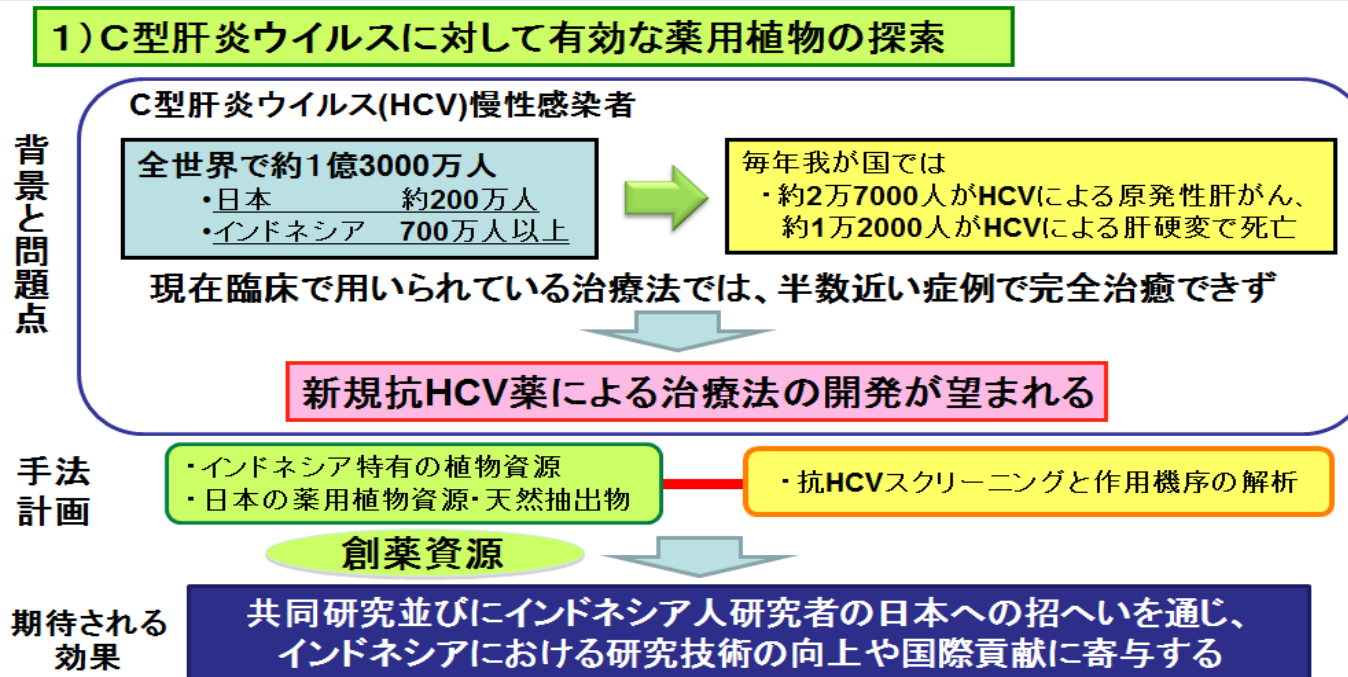 1)C型肝炎ウイルスに対して有効な薬用植物の探索
背景と問題点
C型肝炎ウイルス(HCV)慢性感染者
全世界で約1億3000万人
・日本 約200万人
・インドネシア 700万人以上
毎年我が国では
・約2万7000人がHCVによる原発性肝がん、
約1万2000人がHCVによる肝硬変で死亡
現在臨床で用いられている治療法では、半数近い症例で完全治癒できず
新規抗HCV薬による治療法の開発が望まれる
手法
計画
・インドネシア特有の植物資源
・日本の薬用植物資源・天然抽出物
・抗HCVスクリーニングと作用機序の解析
創薬資源
期待される
効果
共同研究並びにインドネシア人研究者の日本への招へいを通じ、
インドネシアにおける研究技術の向上や国際貢献に寄与する